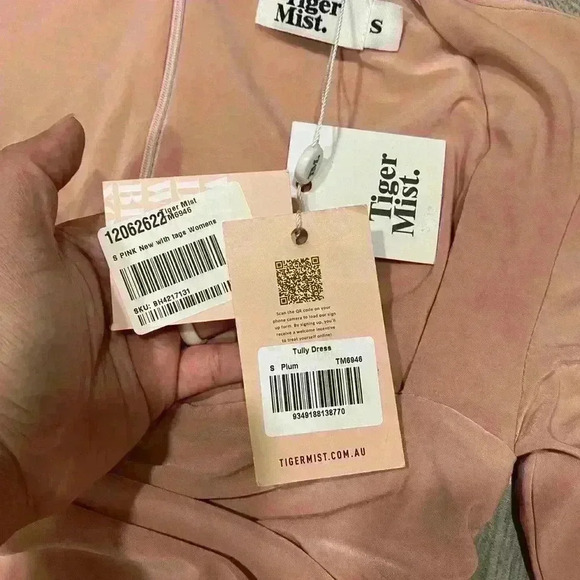 Tiger
Mist.
S
Tiger
Mist.
TM.
12062622
Tiger Mist
TM6946
S PINK New with tags Womens
SKU: BH4217131
Scan the QR code on your
phone camera to load our sign
up form. By signing up, you'll
receive a welcome incentive
to treat yourself online!
Tully Dress
S Plum TM6946
9349188138770
TIGERMIST.COM.AU